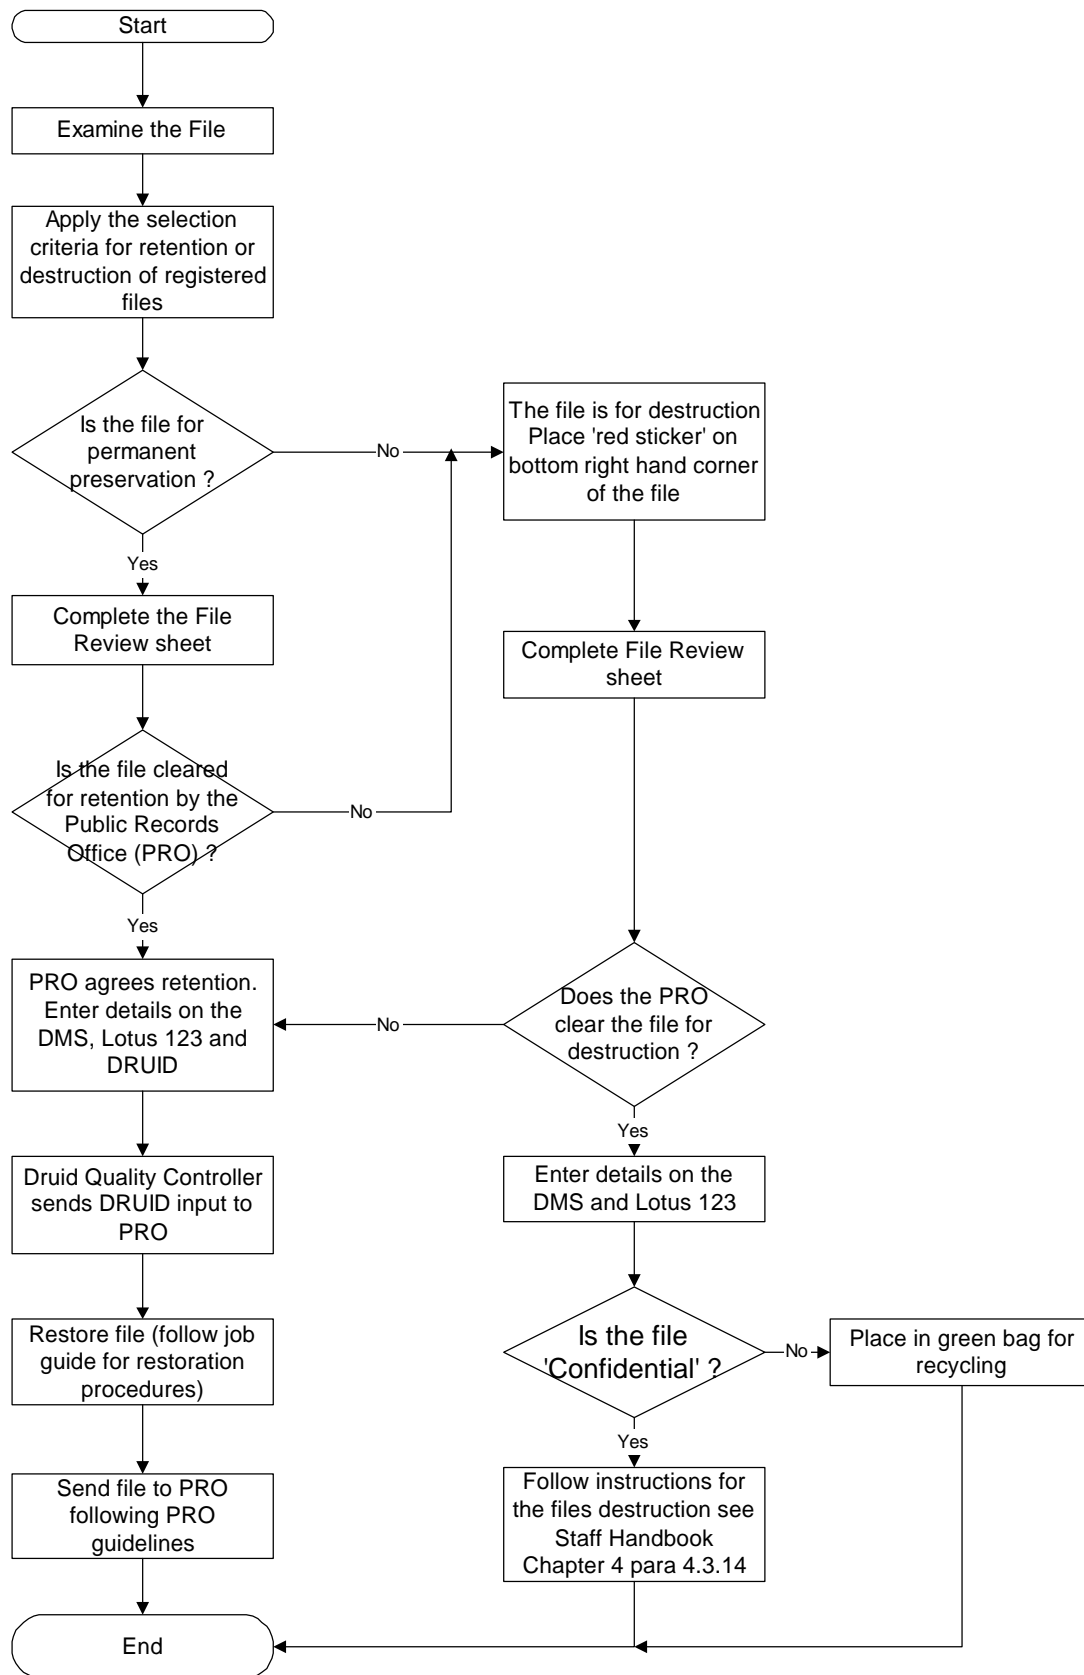 Start
Examine the File
Apply the selection
criteria for retention or
destruction of registered
files
Is the file for
permanent
preservation ?
No
The file is for destruction
Place 'red sticker' on
bottom right hand corner
of the file
Yes
Complete the File
Review sheet
Complete File Review
sheet
Is the file cleared
for retention by the
Public Records
Office (PRO) ?
No
Yes
PRO agrees retention.
Enter details on the
DMS, Lotus 123 and
DRUID
No
Does the PRO
clear the file for
destruction ?
Yes
Druid Quality Controller
sends DRUID input to
PRO
Enter details on the
DMS and Lotus 123
Restore file (follow job
guide for restoration
procedures)
Is the file
'Confidential' ?
No
Place in green bag for
recycling
Yes
Send file to PRO
following PRO
guidelines
Follow instructions for
the files destruction see
Staff Handbook
Chapter 4 para 4.3.14
End